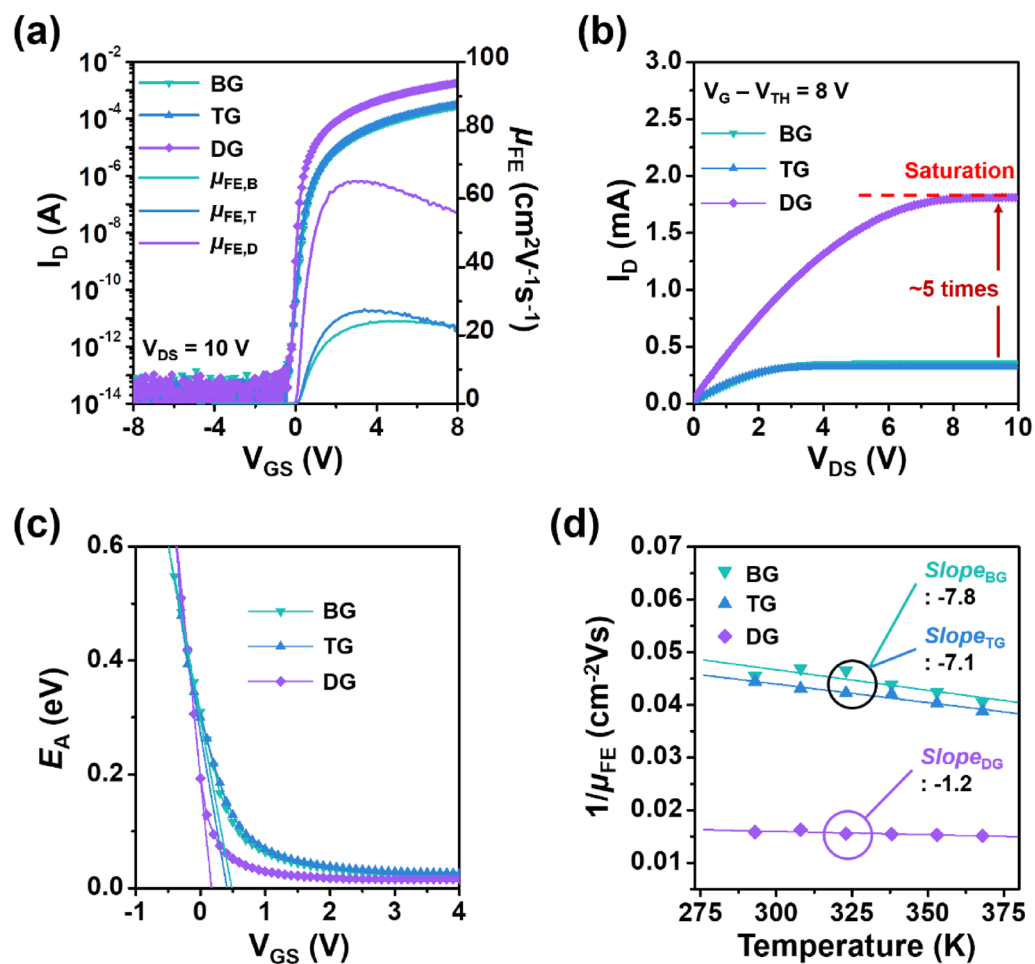 (a)
10⁻²
10⁻⁴
10⁻⁶
10⁻⁸
10⁻¹⁰
10⁻¹²
10⁻¹⁴
I_D (A)
BG
TG
DG
μ_FE,B
μ_FE,T
μ_FE,D
V_DS = 10 V
100
80
60
40
20
0
μ_FE (cm²V⁻¹s⁻¹)
-8 -4 0 4 8
V_GS (V)
(b)
3.0
2.5
2.0
1.5
1.0
0.5
0.0
I_D (mA)
V_G – V_TH = 8 V
BG
TG
DG
Saturation
~5 times
0 2 4 6 8 10
V_DS (V)
(c)
0.6
0.4
0.2
0.0
E_A (eV)
BG
TG
DG
-1 0 1 2 3 4
V_GS (V)
(d)
0.07
0.06
0.05
0.04
0.03
0.02
0.01
1/μ_FE (cm⁻²Vs)
BG
TG
DG
Slope_BG
: -7.8
Slope_TG
: -7.1
Slope_DG
: -1.2
275 300 325 350 375
Temperature (K)